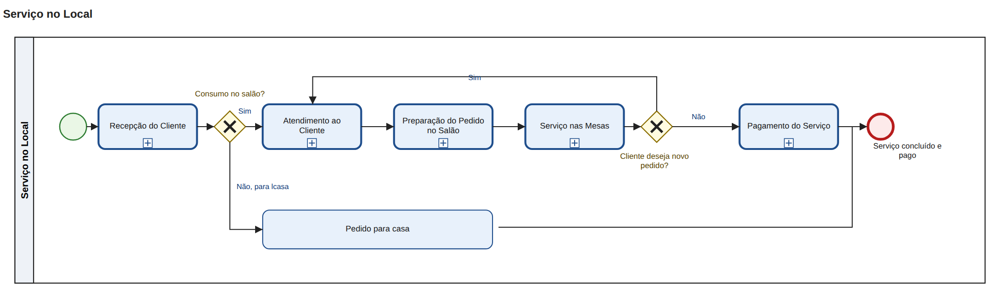 Serviço no Local
Serviço no Local
Consumo no salão?
Sim
Sim
Não
Recepção do Cliente
Atendimento ao
Cliente
Preparação do Pedido
no Salão
Serviço nas Mesas
Cliente deseja novo
pedido?
Pagamento do Serviço
Serviço concluído e
pago
Não, para lcasa
Pedido para casa